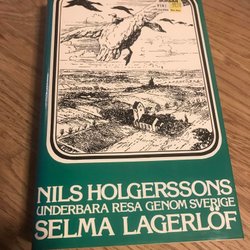 NILS HOLGERSSONS
UNDERBARA RESA GENOM SVERIGE
SELMA LAGERLÖF